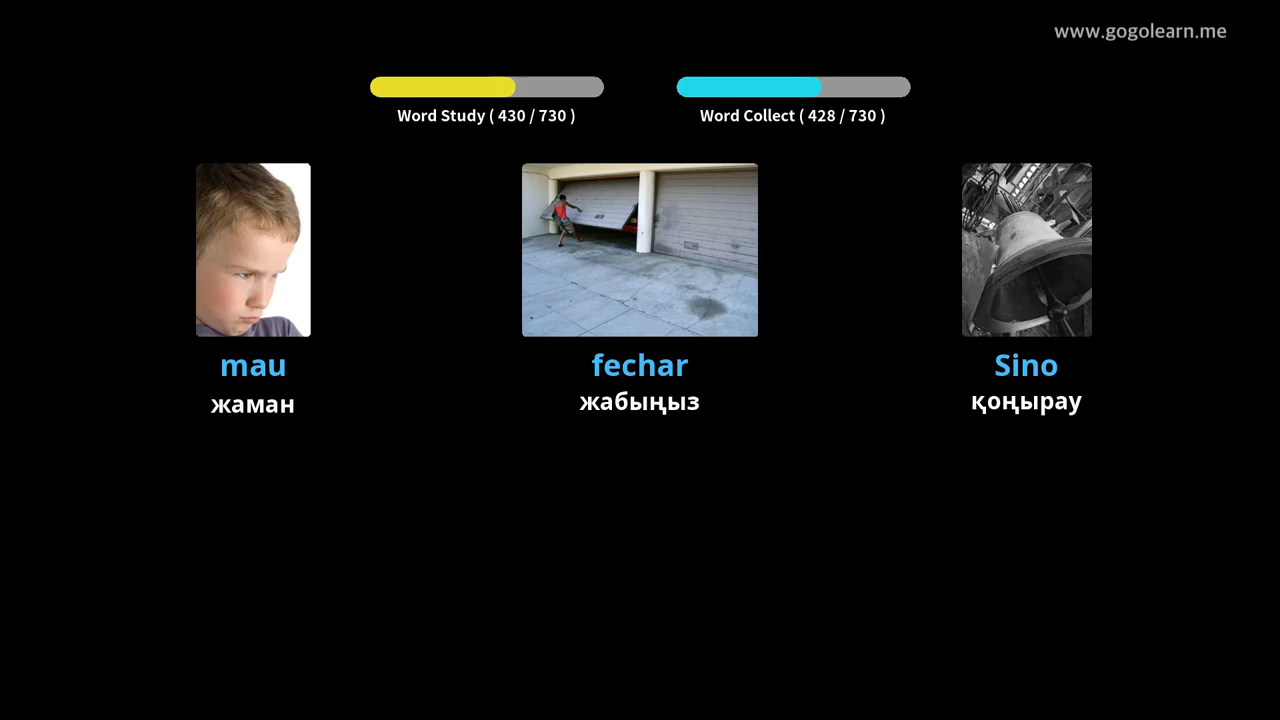 www.gogolearn.me
Word Study ( 430 / 730 )
Word Collect ( 428 / 730 )
mau
жаман
fechar
жабыңыз
Sino
қоңырау